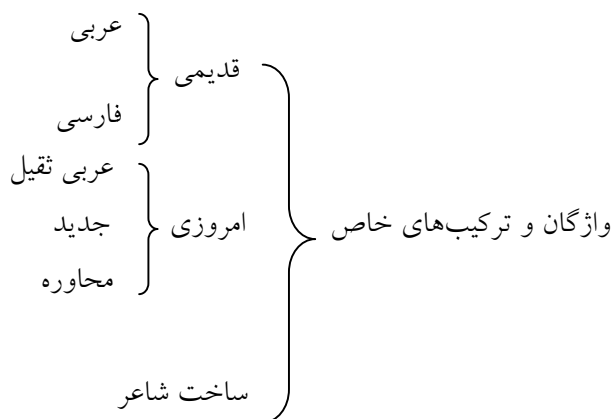 عربی
قدیمی
فارسی
عربی ثقیل
واژگان و ترکیب‌های خاص
امروزی
جدید
محاوره
ساخت شاعر